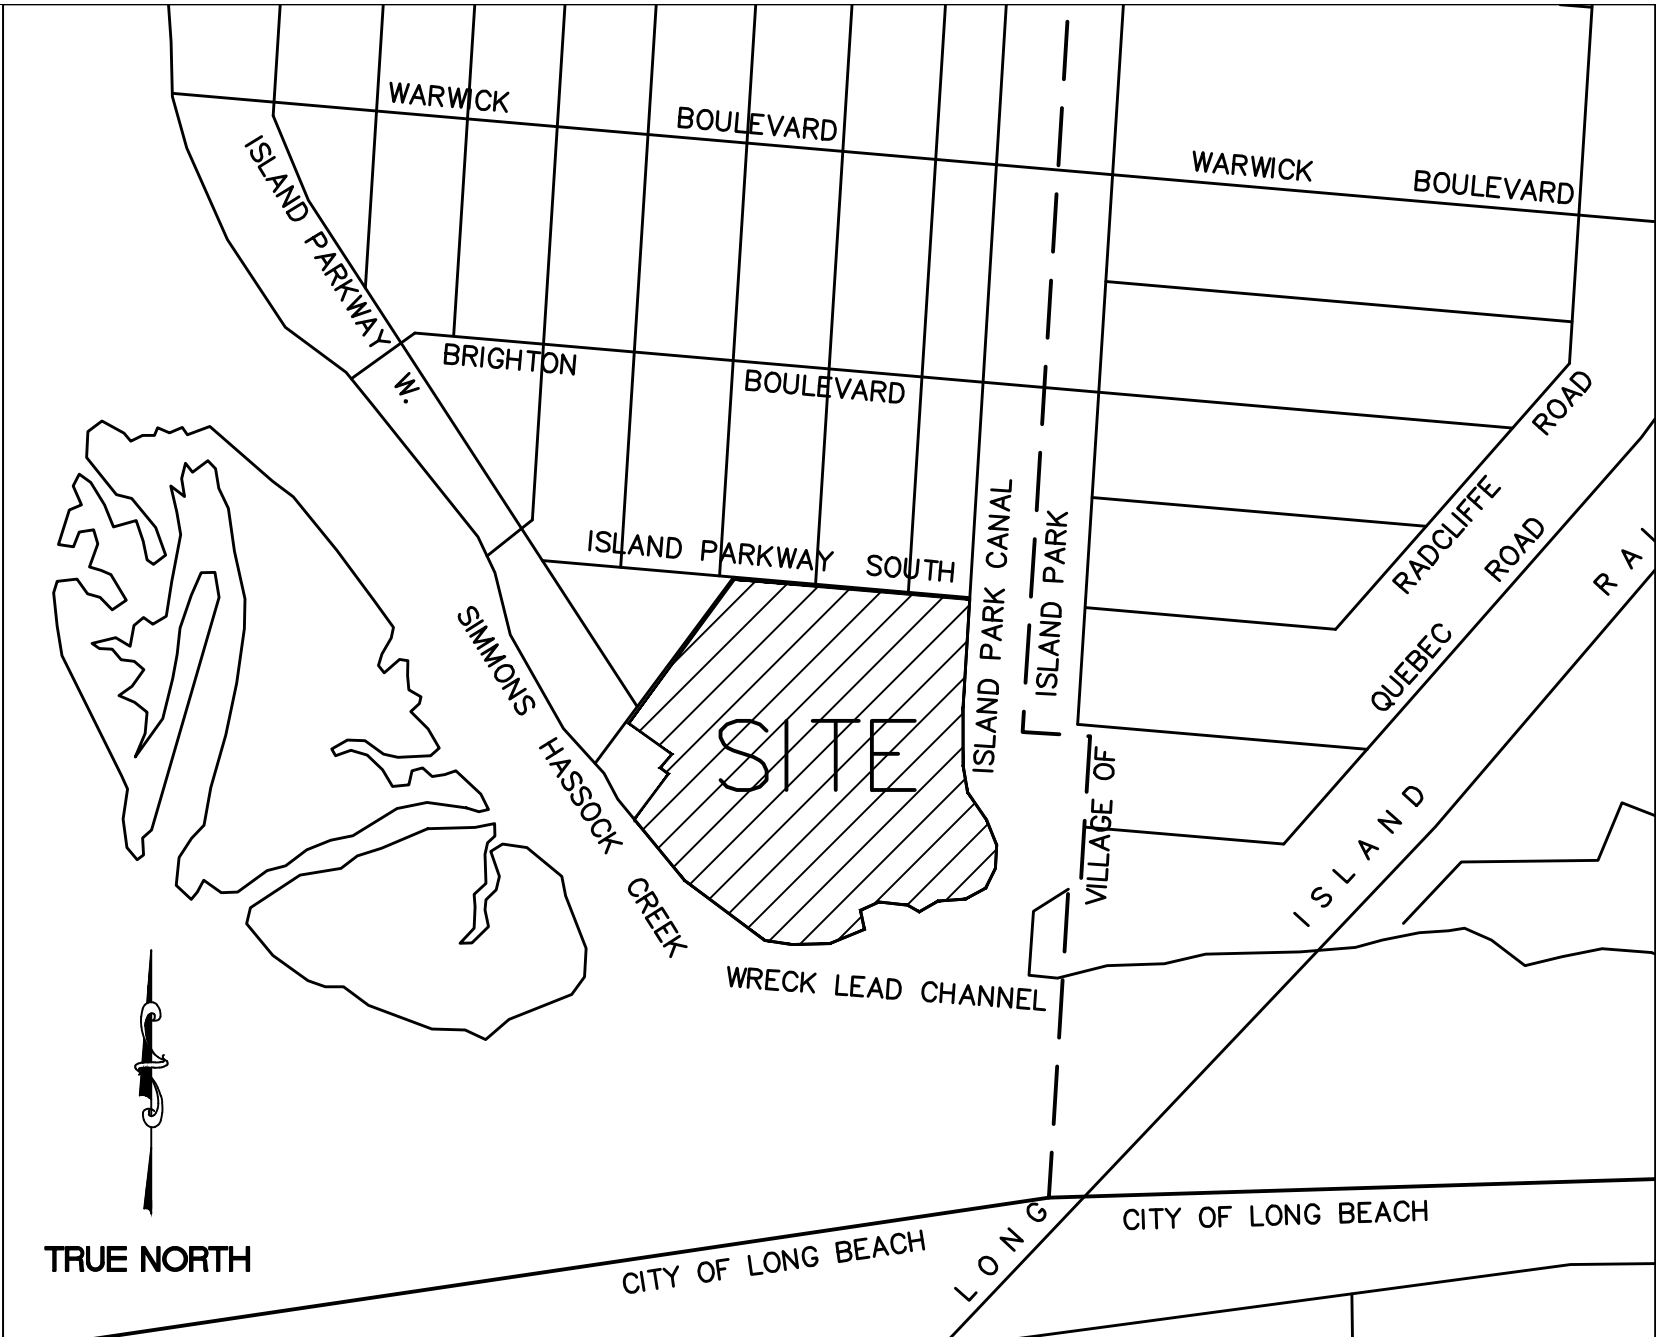 WARWICK BOULEVARD
WARWICK BOULEVARD
ISLAND PARKWAY W.
BRIGHTON BOULEVARD
ISLAND PARKWAY SOUTH
ISLAND PARK CANAL
ISLAND PARK
VILLAGE OF
RADCLIFFE ROAD
QUEBEC ROAD
SIMMONS HASSOCK CREEK
SITE
WRECK LEAD CHANNEL
LONG ISLAND RAI
CITY OF LONG BEACH
CITY OF LONG BEACH
TRUE NORTH